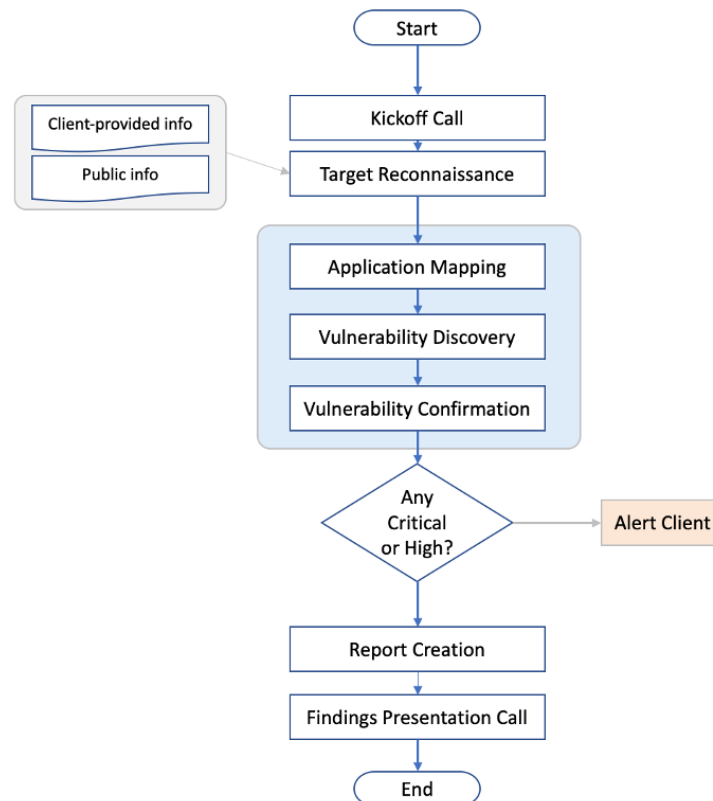 Start
Kickoff Call
Client-provided info
Public info
Target Reconnaissance
Application Mapping
Vulnerability Discovery
Vulnerability Confirmation
Any
Critical
or High?
Alert Client
Report Creation
Findings Presentation Call
End